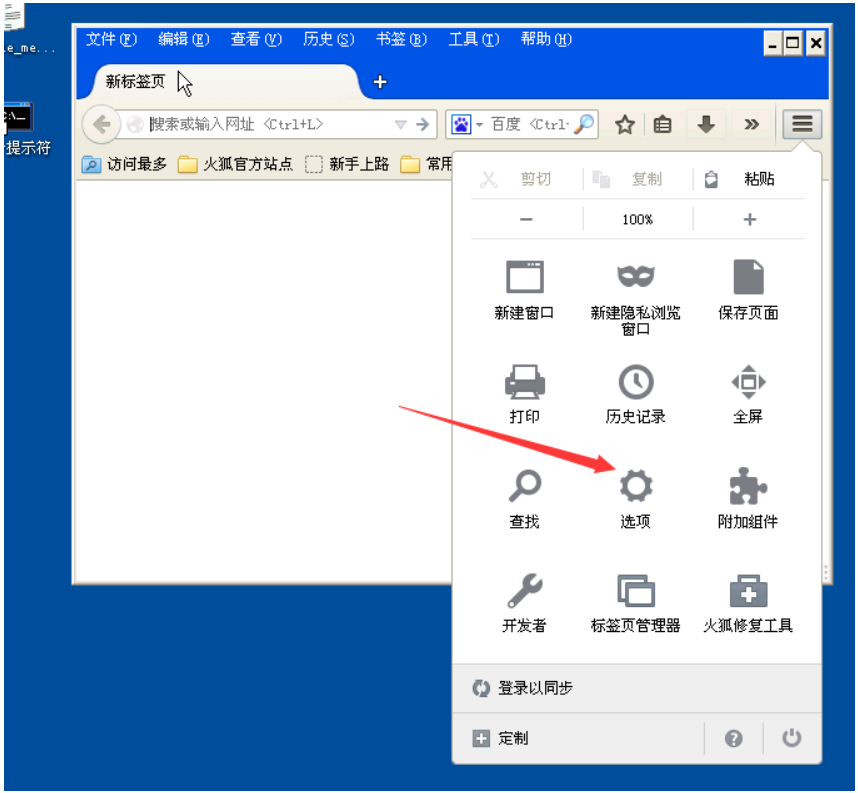 .e_me...
提示符
文件(F) 编辑(E) 查看(V) 历史(S) 书签(B) 工具(T) 帮助(H)
新标签页
搜索或输入网址 <Ctrl+L>
百度 <Ctrl-
访问最多 火狐官方站点 新手上路 常用
剪切 复制 粘贴
100%
新建窗口 新建隐私浏览窗口 保存页面
打印 历史记录 全屏
查找 选项 附加组件
开发者 标签页管理器 火狐修复工具
登录以同步
定制